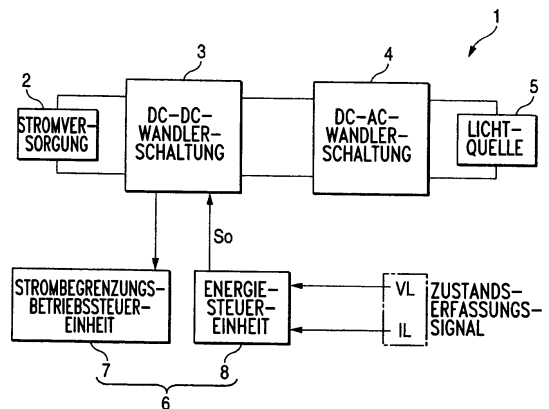 1
2
3
4
5
STROMVER-
SORGUNG
DC-DC-
WANDLER-
SCHALTUNG
DC-AC-
WANDLER-
SCHALTUNG
LICHT-
QUELLE
So
STROMBEGRENZUNGS-
BETRIEBSSTEUER-
EINHEIT
ENERGIE-
STEUER-
EINHEIT
VL
IL
ZUSTANDS-
ERFASSUNGS-
SIGNAL
7
8
6